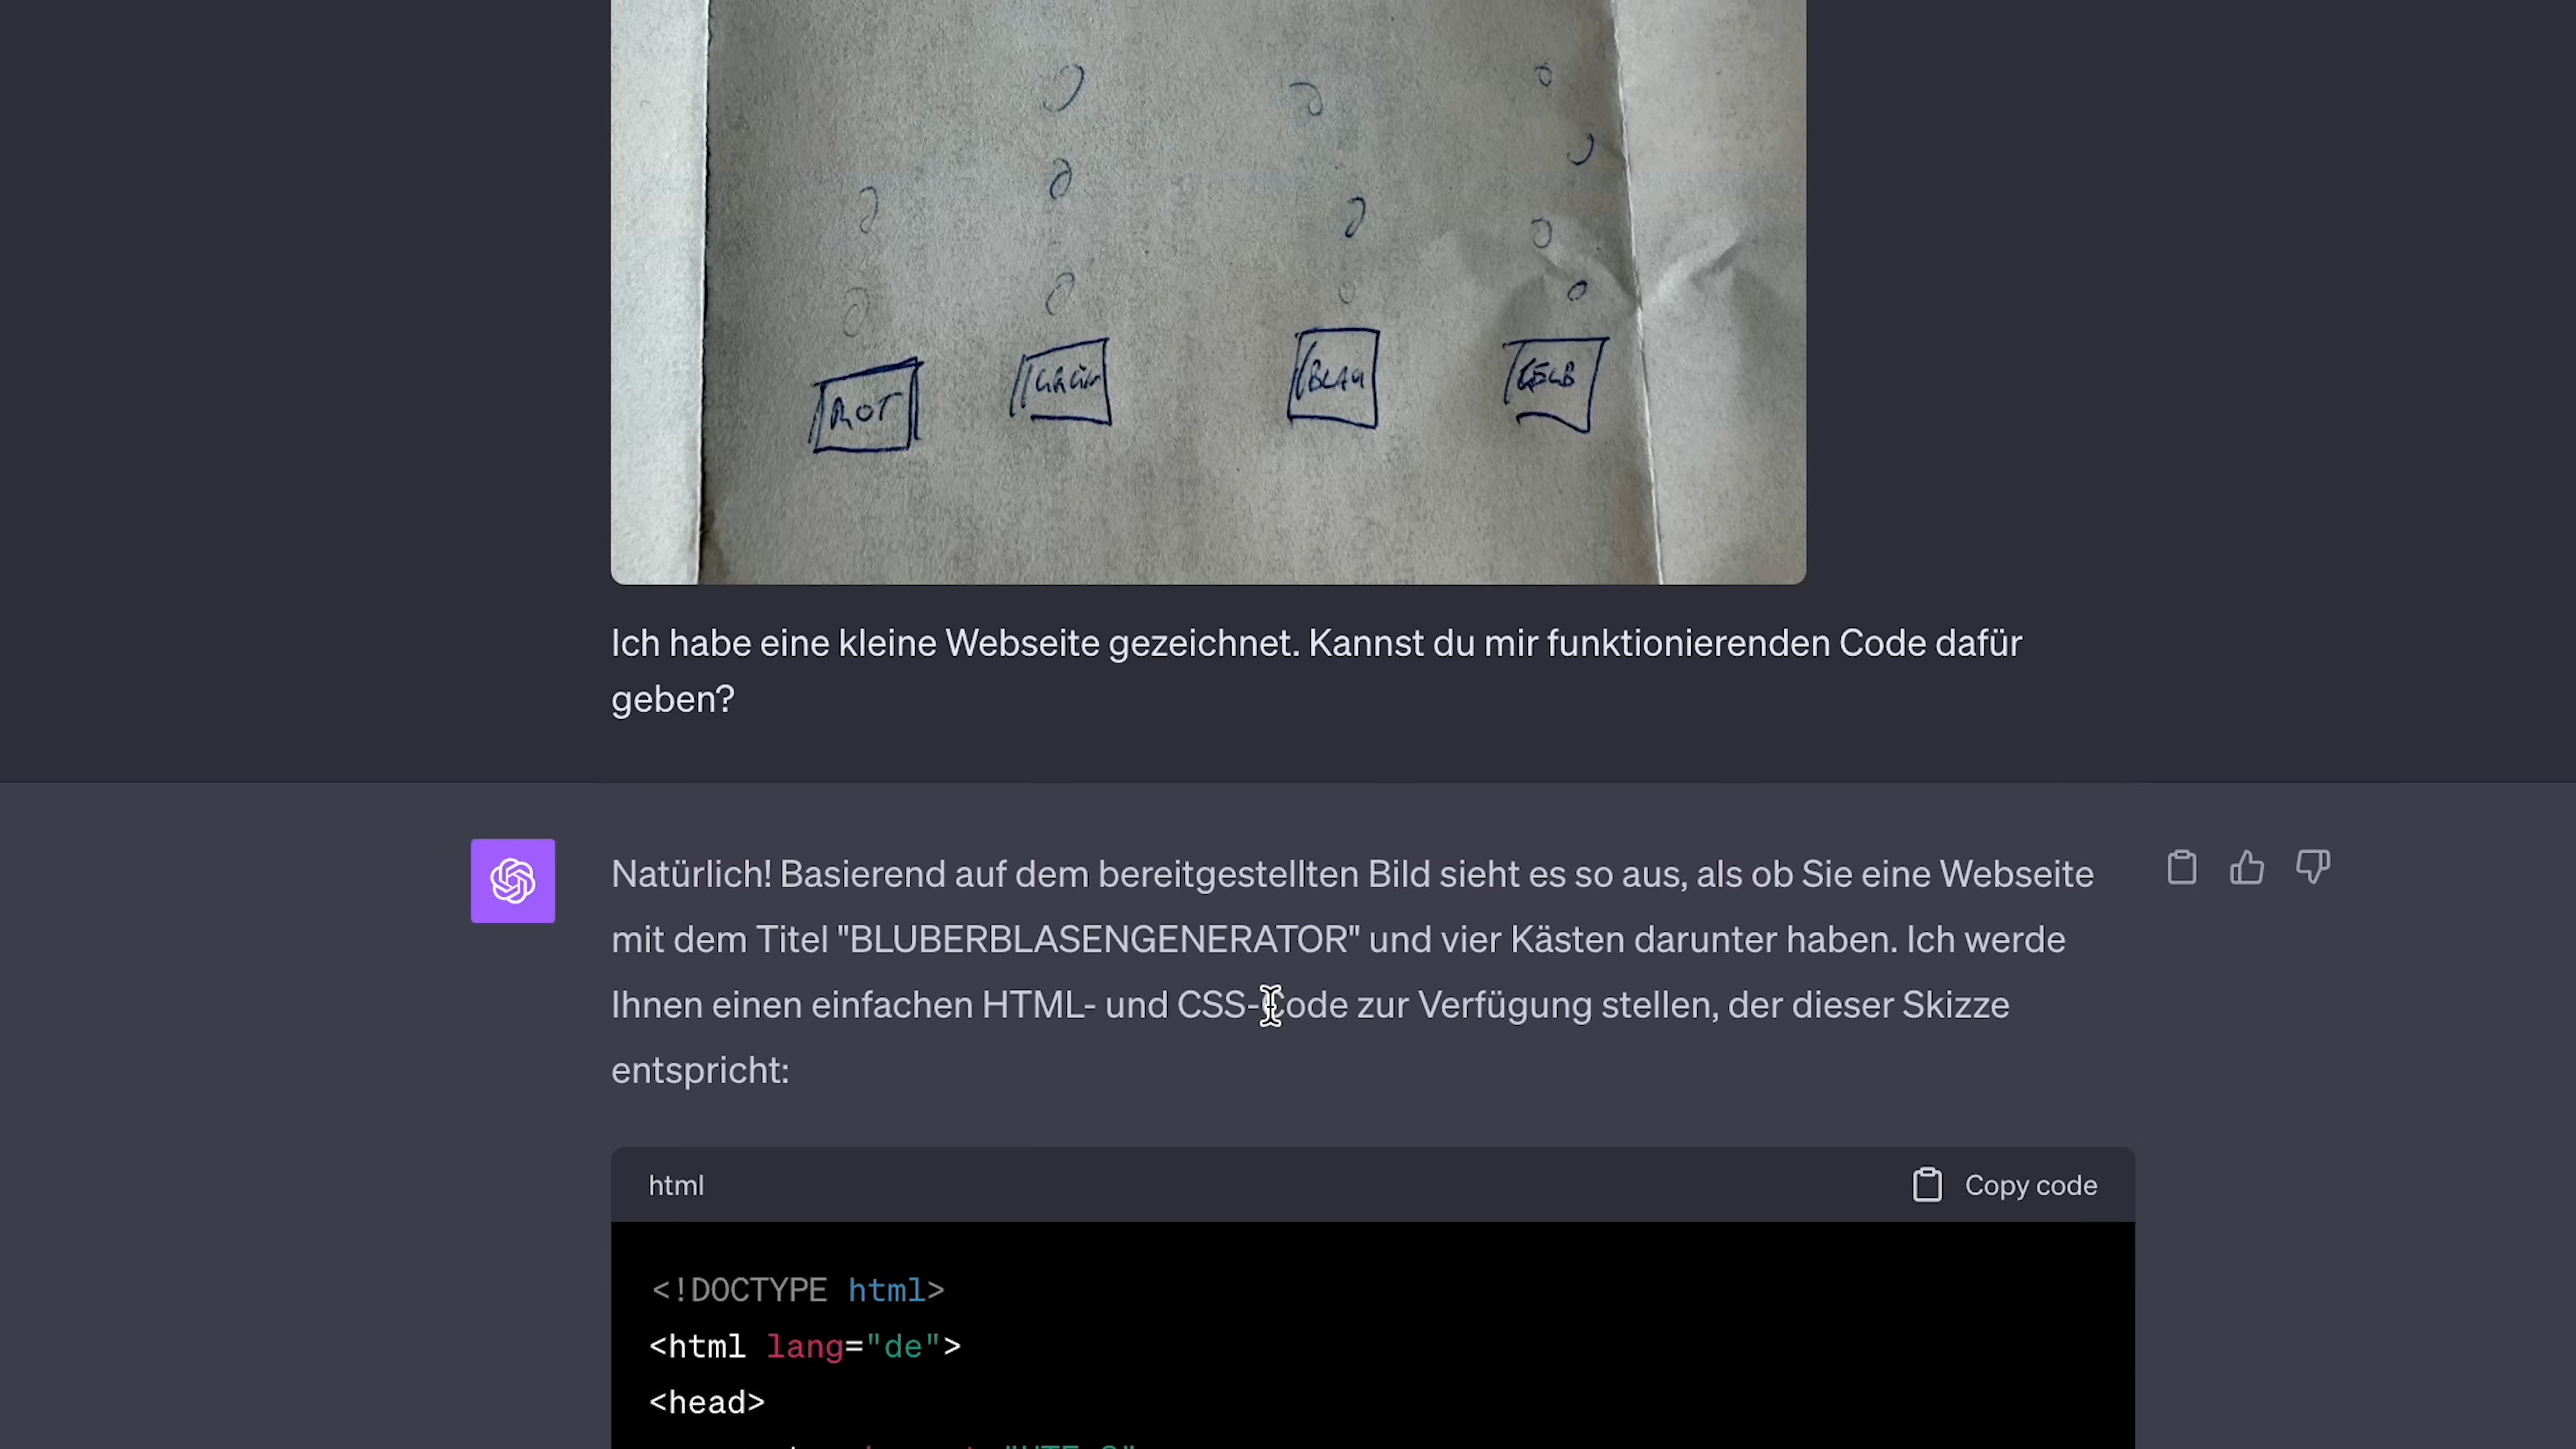 ROT
GRÜN
BLAU
GELB
Ich habe eine kleine Webseite gezeichnet. Kannst du mir funktionierenden Code dafür
geben?
Natürlich! Basierend auf dem bereitgestellten Bild sieht es so aus, als ob Sie eine Webseite
mit dem Titel "BLUBERBLASENGENERATOR" und vier Kästen darunter haben. Ich werde
Ihnen einen einfachen HTML- und CSS-Code zur Verfügung stellen, der dieser Skizze
entspricht:
html
Copy code
<!DOCTYPE html>
<html lang="de">
<head>